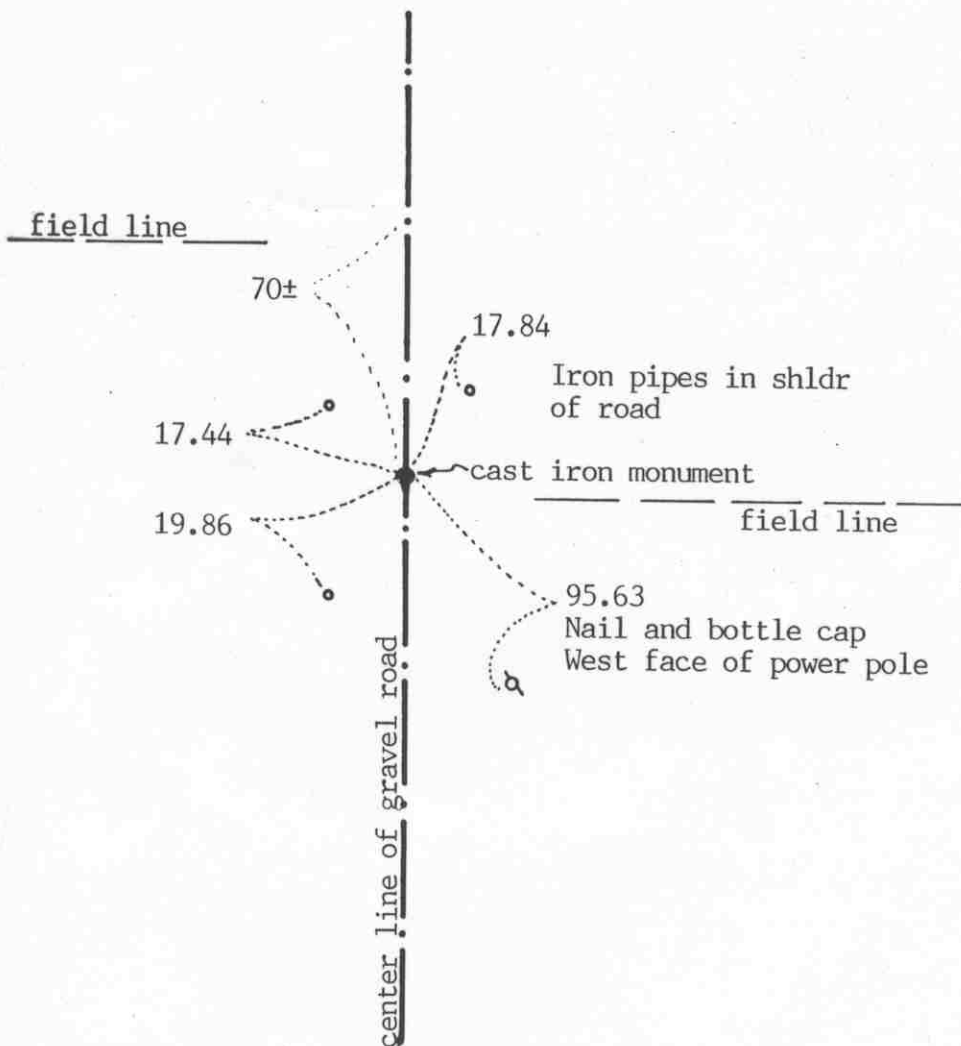 field line
70±
17.84
Iron pipes in shldr
of road
17.44
cast iron monument
field line
19.86
95.63
Nail and bottle cap
West face of power pole
center line of gravel road